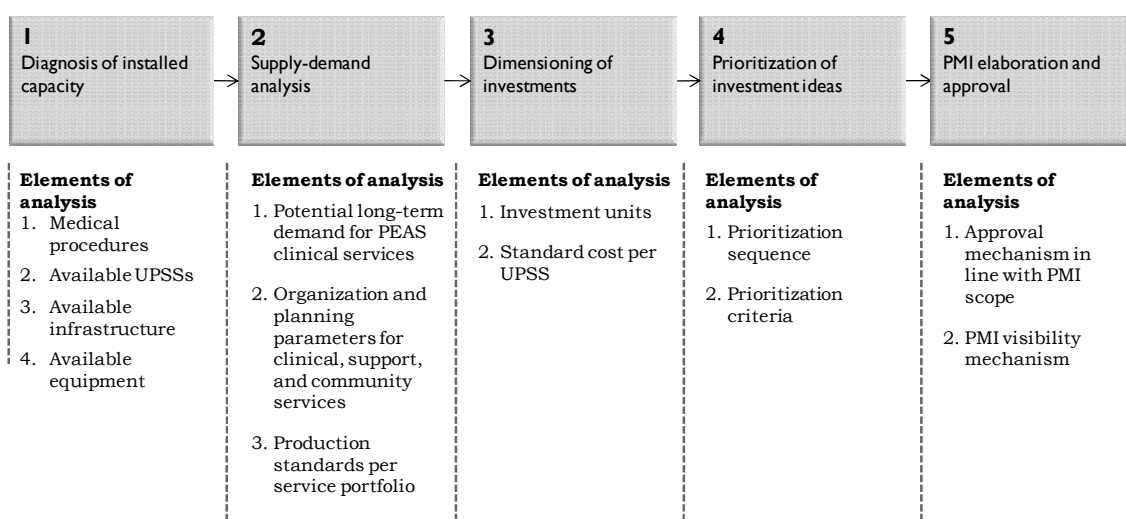 1
Diagnosis of installed
capacity
2
Supply-demand
analysis
3
Dimensioning of
investments
4
Prioritization of
investment ideas
5
PMI elaboration and
approval
Elements of
analysis
1. Medical
procedures
2. Available UPSSs
3. Available
infrastructure
4. Available
equipment
Elements of analysis
1. Potential long-term
demand for PEAS
clinical services
2. Organization and
planning
parameters for
clinical, support,
and community
services
3. Production
standards per
service portfolio
Elements of analysis
1. Investment units
2. Standard cost per
UPSS
Elements of
analysis
1. Prioritization
sequence
2. Prioritization
criteria
Elements of
analysis
1. Approval
mechanism in
line with PMI
scope
2. PMI visibility
mechanism